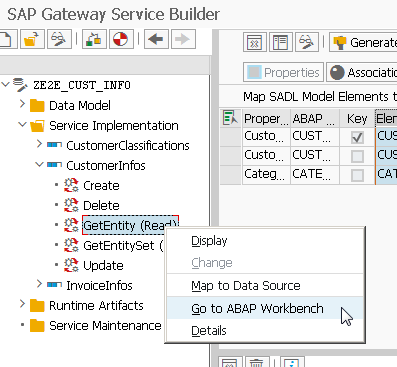 SAP Gateway Service Builder
Generate
ZE2E_CUST_INFO
Data Model
Service Implementation
CustomerClassifications
CustomerInfos
Create
Delete
GetEntity (Read)
GetEntitySet (
Update
InvoiceInfos
Runtime Artifacts
Service Maintenance
Properties
Association
Map SADL Model Elements t
Proper... ABAP ... Key Eleme
Custo... CUST... CUS
Custo... CUST... CUS
Categ... CATE... CAT
Display
Change
Map to Data Source
Go to ABAP Workbench
Details